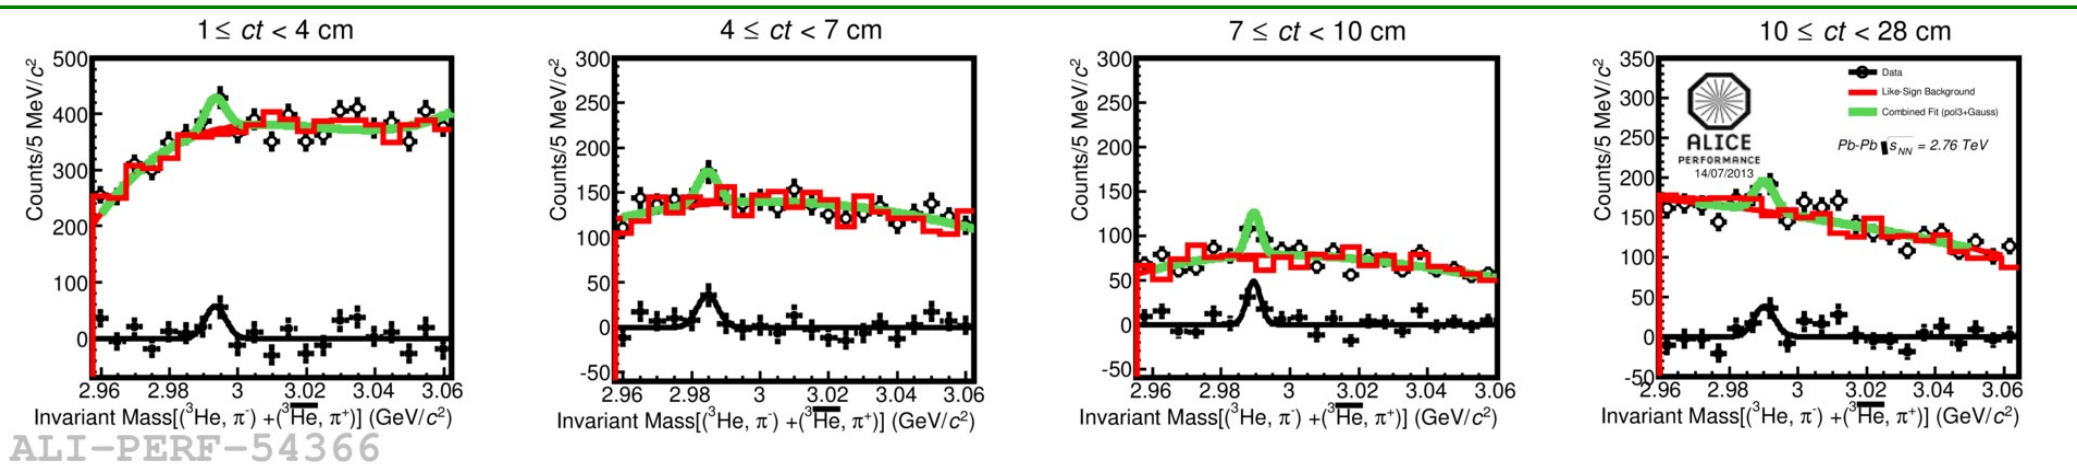 1 ≤ ct < 4 cm
4 ≤ ct < 7 cm
7 ≤ ct < 10 cm
10 ≤ ct < 28 cm
Counts/5 MeV/c²
500
400
300
200
100
0
2.96 2.98 3 3.02 3.04 3.06
Invariant Mass[(³He, π⁻) +(³H̅e̅, π⁺)] (GeV/c²)
Counts/5 MeV/c²
300
250
200
150
100
50
0
-50
2.96 2.98 3 3.02 3.04 3.06
Invariant Mass[(³He, π⁻) +(³H̅e̅, π⁺)] (GeV/c²)
Counts/5 MeV/c²
300
250
200
150
100
50
0
-50
2.96 2.98 3 3.02 3.04 3.06
Invariant Mass[(³He, π⁻) +(³H̅e̅, π⁺)] (GeV/c²)
Counts/5 MeV/c²
350
300
250
200
150
100
50
0
-50
Data
Like-Sign Background
Combined Fit (pol3+Gauss)
ALICE
PERFORMANCE
14/07/2013
Pb-Pb √sNN = 2.76 TeV
2.96 2.98 3 3.02 3.04 3.06
Invariant Mass[(³He, π⁻) +(³H̅e̅, π⁺)] (GeV/c²)
ALI-PERF-54366